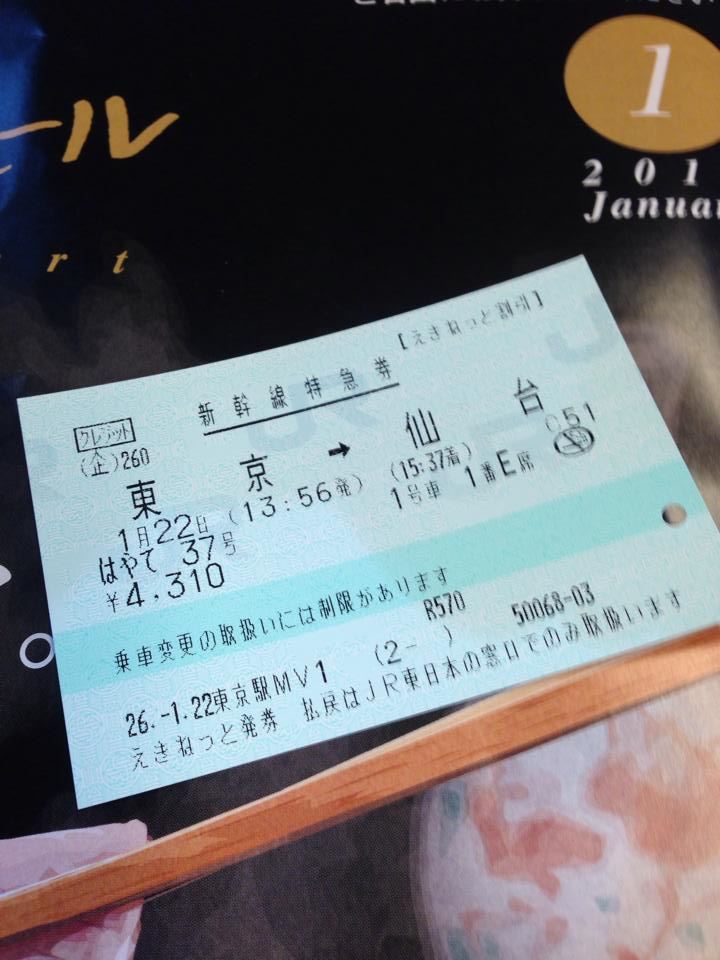 ール
rt
1
201
Januar
【えきねっと割引】
新幹線特急券
クレジット
(企)260
東京 ➡ 仙台
(13:56発) (15:37着) C51
1月22日
はやて 37号 1号車 1番E席
¥4,310
乗車変更の取扱いには制限があります
R570
26.-1.22東京駅MV1 (2- ) 50068-03
えきねっと発券 払戻はJR東日本の窓口でのみ取扱います